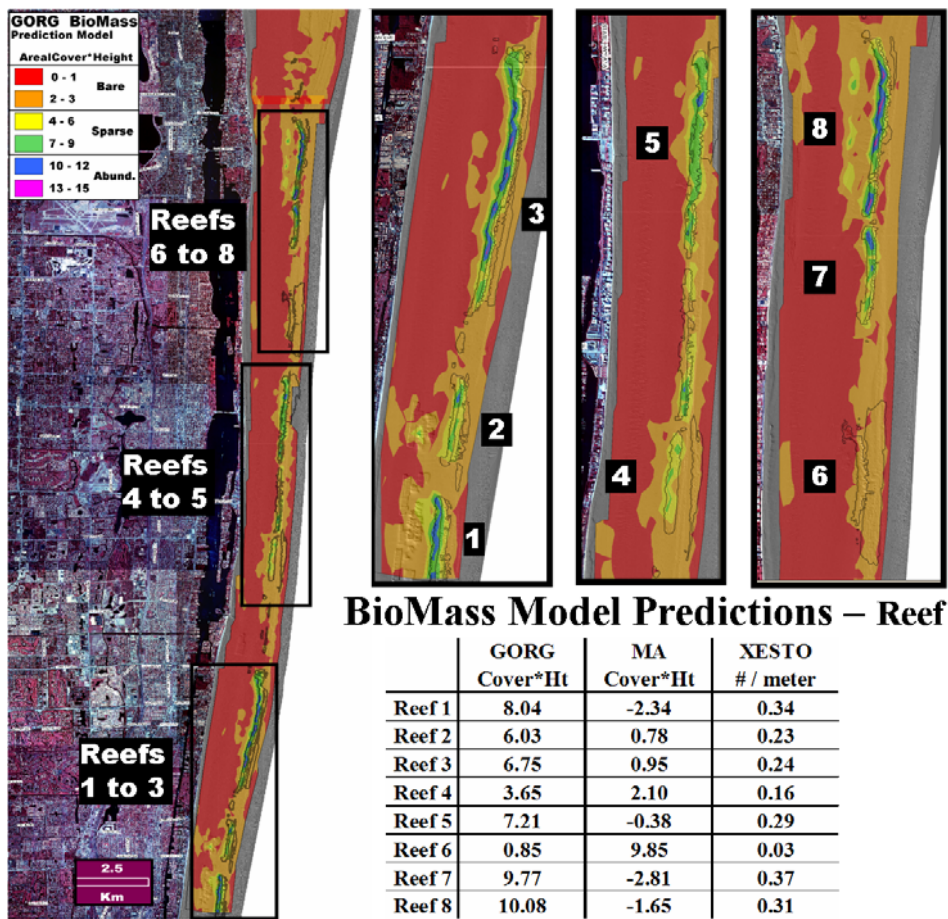 GORG BioMass
Prediction Model
ArealCover*Height
0 - 1
Bare
2 - 3
4 - 6
Sparse
7 - 9
10 - 12
Abund.
13 - 15
Reefs
6 to 8
Reefs
4 to 5
Reefs
1 to 3
2.5
Km
3
2
1
5
4
8
7
6
BioMass Model Predictions – Reef
GORG MA XESTO
Cover*Ht Cover*Ht # / meter
Reef 1 8.04 -2.34 0.34
Reef 2 6.03 0.78 0.23
Reef 3 6.75 0.95 0.24
Reef 4 3.65 2.10 0.16
Reef 5 7.21 -0.38 0.29
Reef 6 0.85 9.85 0.03
Reef 7 9.77 -2.81 0.37
Reef 8 10.08 -1.65 0.31